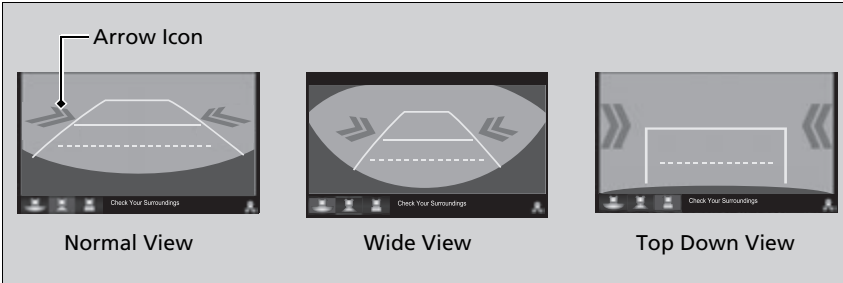 Arrow Icon
Check Your Surroundings
Check Your Surroundings
Check Your Surroundings
Normal View
Wide View
Top Down View